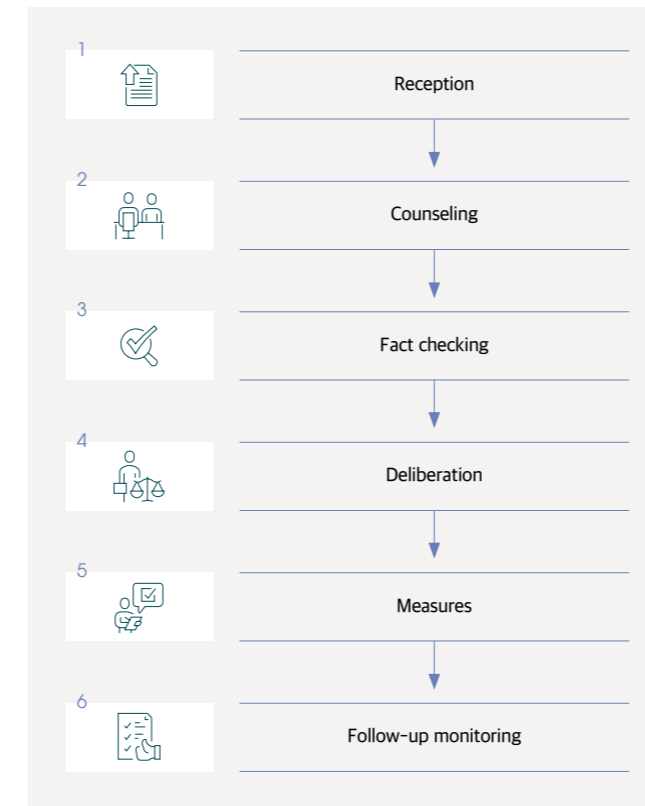 1
Reception
2
Counseling
3
Fact checking
4
Deliberation
5
Measures
6
Follow-up monitoring